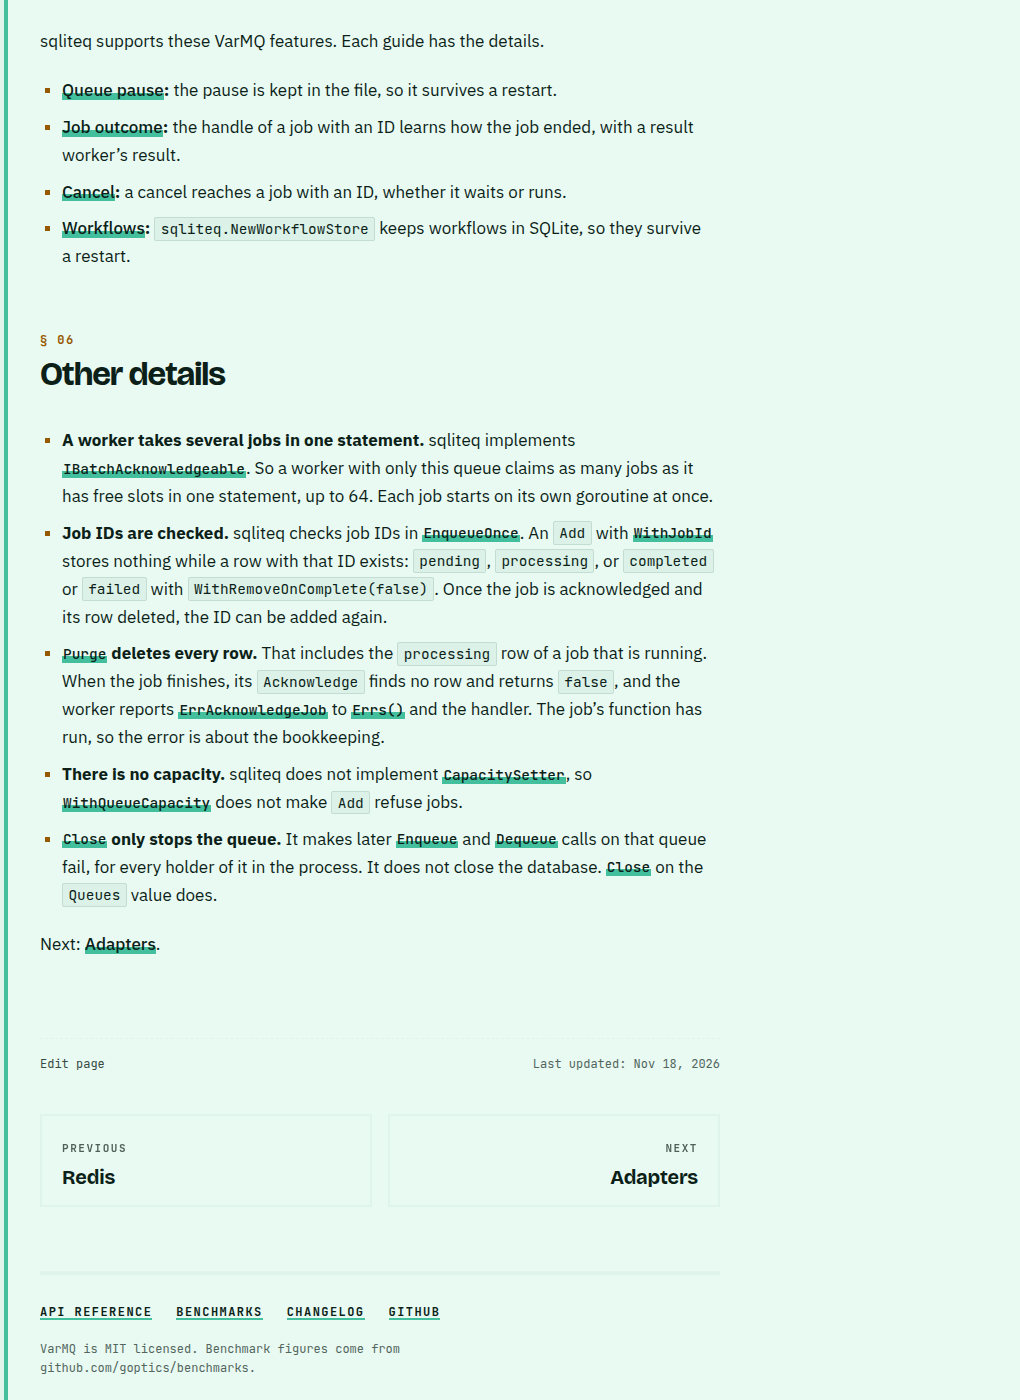 sqliteq supports these VarMQ features. Each guide has the details.
Queue pause: the pause is kept in the file, so it survives a restart.
Job outcome: the handle of a job with an ID learns how the job ended, with a result
worker’s result.
Cancel: a cancel reaches a job with an ID, whether it waits or runs.
Workflows: sqliteq.NewWorkflowStore keeps workflows in SQLite, so they survive
a restart.
§ 06
Other details
A worker takes several jobs in one statement. sqliteq implements
IBatchAcknowledgeable. So a worker with only this queue claims as many jobs as it
has free slots in one statement, up to 64. Each job starts on its own goroutine at once.
Job IDs are checked. sqliteq checks job IDs in EnqueueOnce. An Add with WithJobId
stores nothing while a row with that ID exists: pending, processing, or completed
or failed with WithRemoveOnComplete(false). Once the job is acknowledged and
its row deleted, the ID can be added again.
Purge deletes every row. That includes the processing row of a job that is running.
When the job finishes, its Acknowledge finds no row and returns false, and the
worker reports ErrAcknowledgeJob to Errs() and the handler. The job’s function has
run, so the error is about the bookkeeping.
There is no capacity. sqliteq does not implement CapacitySetter, so
WithQueueCapacity does not make Add refuse jobs.
Close only stops the queue. It makes later Enqueue and Dequeue calls on that queue
fail, for every holder of it in the process. It does not close the database. Close on the
Queues value does.
Next: Adapters.
Edit page
Last updated: Nov 18, 2026
PREVIOUS
Redis
NEXT
Adapters
API REFERENCE BENCHMARKS CHANGELOG GITHUB
VarMQ is MIT licensed. Benchmark figures come from
github.com/goptics/benchmarks.